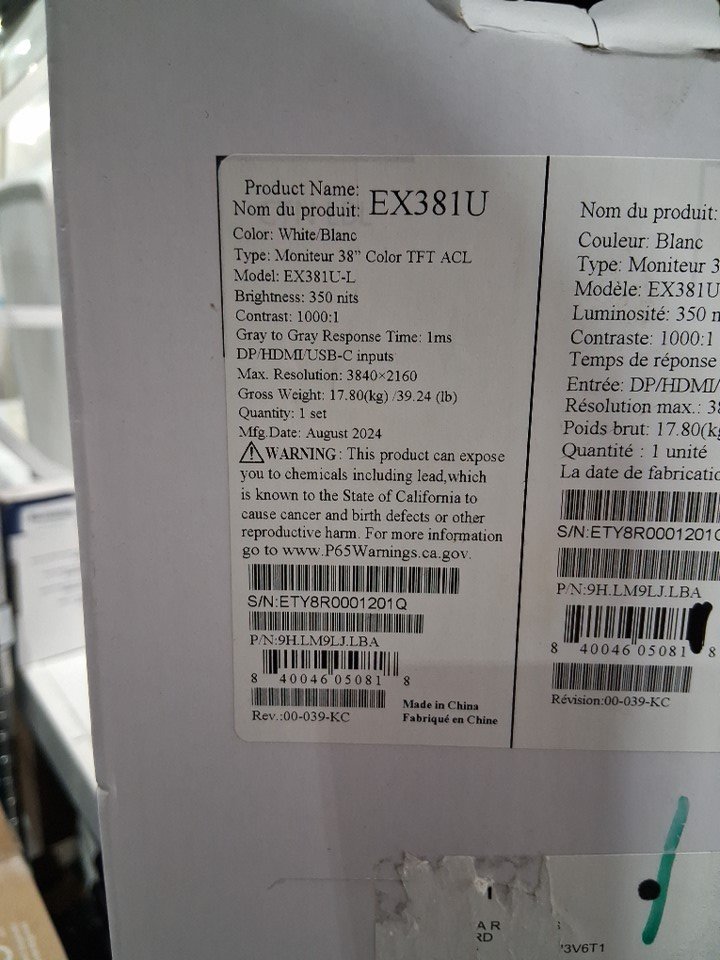 Product Name:
Nom du produit: EX381U
Color: White/Blanc
Type: Moniteur 38” Color TFT ACL
Model: EX381U-L
Brightness: 350 nits
Contrast: 1000:1
Gray to Gray Response Time: 1ms
DP/HDMI/USB-C inputs
Max. Resolution: 3840×2160
Gross Weight: 17.80(kg) /39.24 (lb)
Quantity: 1 set
Mfg.Date: August 2024
⚠WARNING: This product can expose
you to chemicals including lead,which
is known to the State of California to
cause cancer and birth defects or other
reproductive harm. For more information
go to www.P65Warnings.ca.gov.
S/N:ETY8R0001201Q
P/N:9H.LM9LJ.LBA
8 40046 05081 8
Made in China
Rev.:00-039-KC
Fabriqué en Chine
Nom du produit:
Couleur: Blanc
Type: Moniteur 3
Modèle: EX381U
Luminosité: 350 n
Contraste: 1000:1
Temps de réponse
Entrée: DP/HDMI/
Résolution max.: 38
Poids brut: 17.80(kg
Quantité : 1 unité
La date de fabricatio
S/N:ETY8R0001201Q
P/N:9H.LM9LJ.LBA
8 40046 05081 8
Révision:00-039-KC
A R
RD
3V6T1